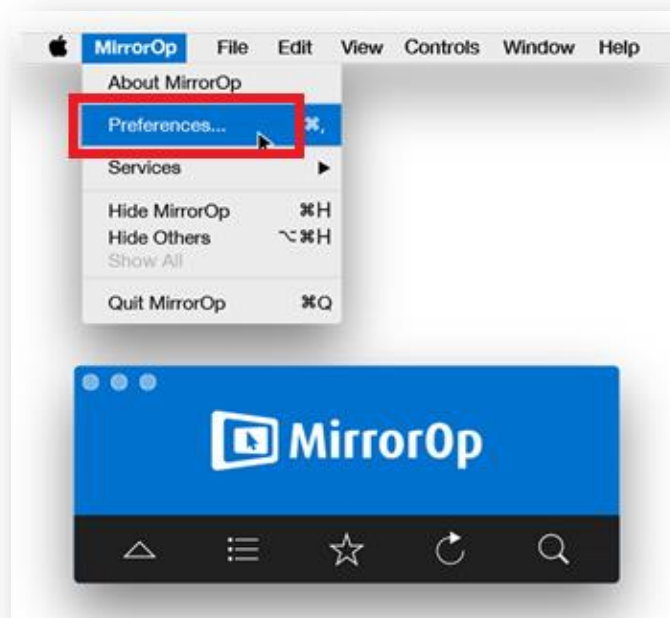 MirrorOp File Edit View Controls Window Help
About MirrorOp
Preferences... ⌘,
Services ▶
Hide MirrorOp ⌘H
Hide Others ⌥⌘H
Show All
Quit MirrorOp ⌘Q
MirrorOp